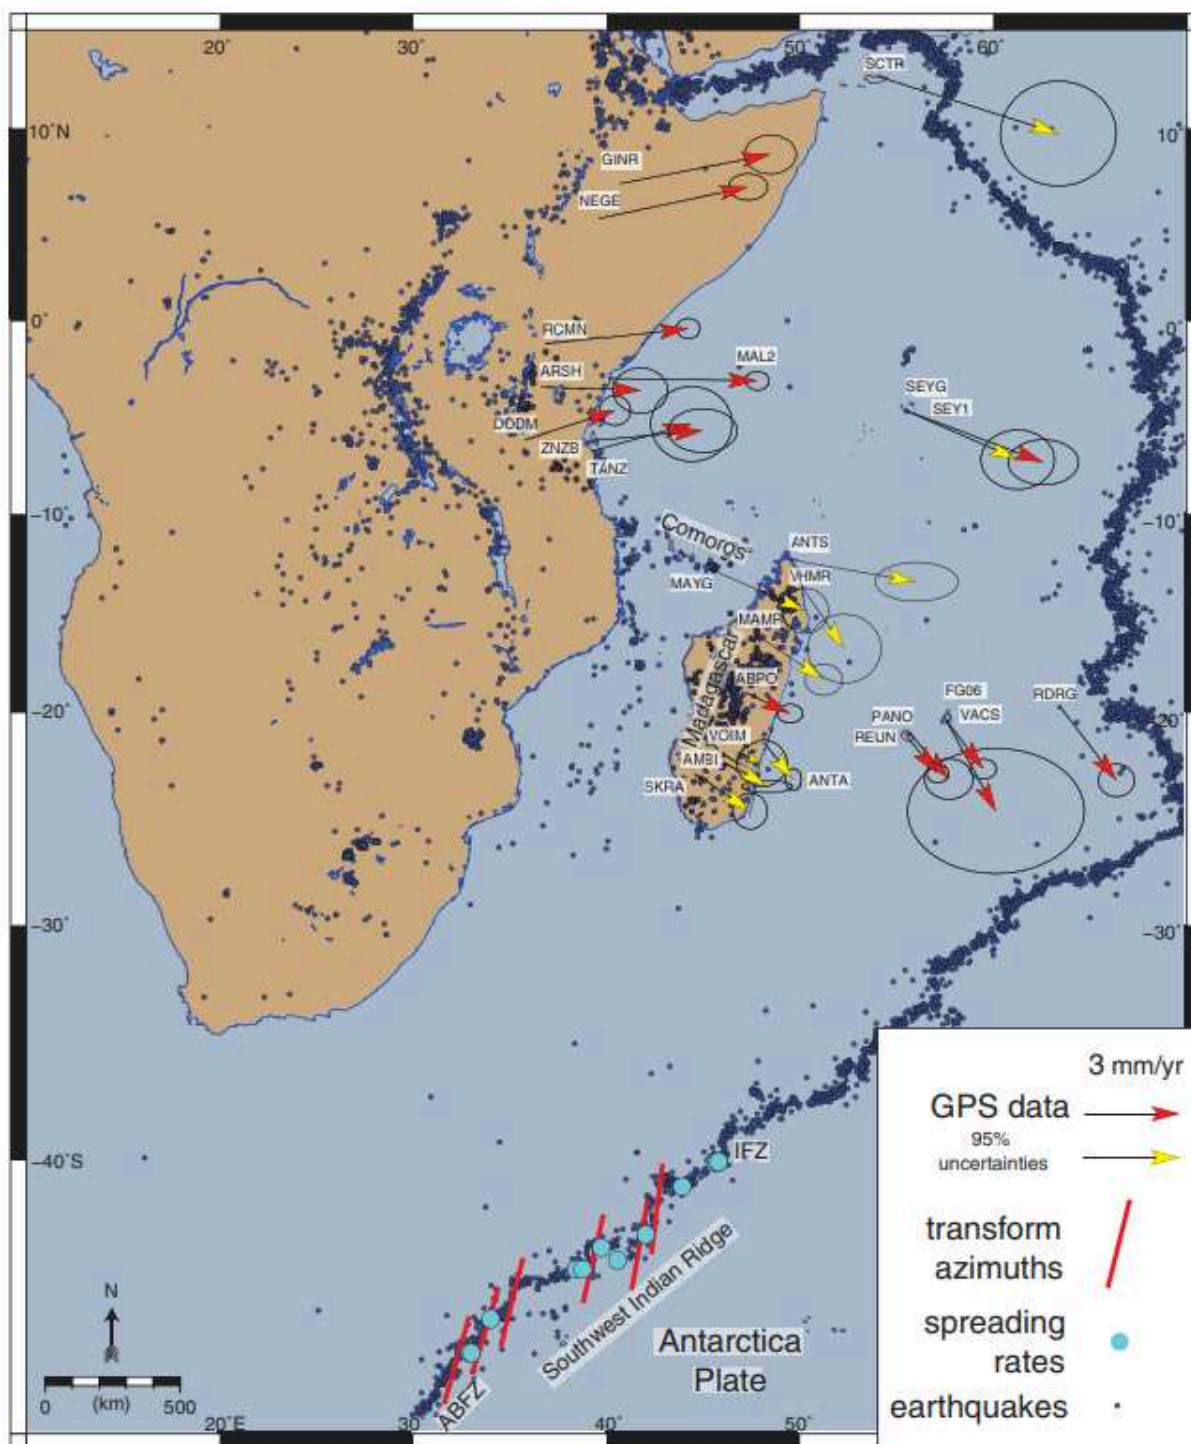 20˚
30˚
50˚
60˚
SCTR
10˚N
10˚
GINR
NEGE
0˚
RCMN
0˚
MAL2
ARSH
SEYG
SEY1
DODM
ZNZB
TANZ
−10˚
−10˚
Comoros
ANTS
MAYG
VHMR
MAMR
Madagascar
ABPO
FG06
RDRG
−20˚
PANO
VACS
20˚
VOIM
REUN
AMBI
SKRA
ANTA
−30˚
−30˚
3 mm/yr
GPS data
95%
uncertainties
−40˚S
IFZ
transform
azimuths
Southwest Indian Ridge
N
spreading
rates
Antarctica
Plate
0
(km)
500
ABFZ
earthquakes
20˚E
30˚
40˚
50˚